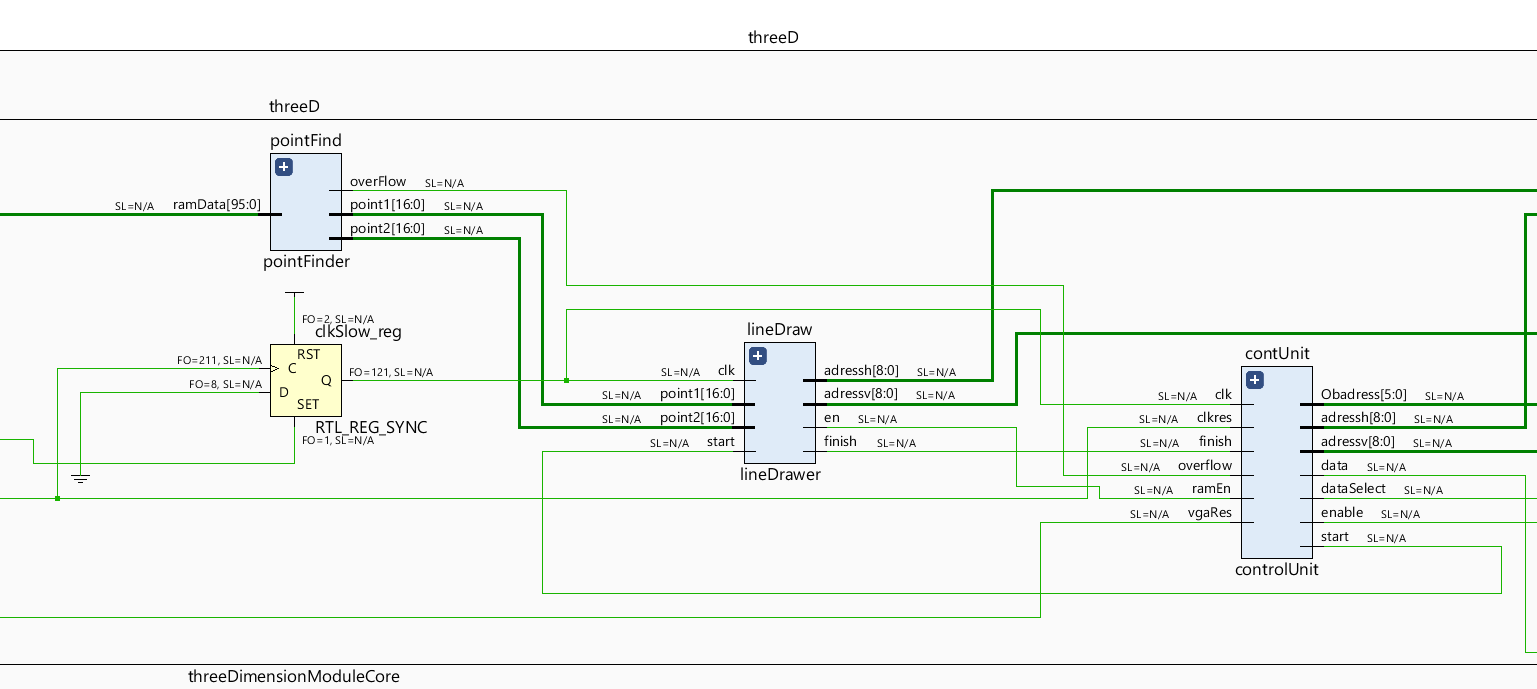 threeD
threeD
pointFind
overFlow SL=N/A
SL=N/A ramData[95:0] point1[16:0] SL=N/A
point2[16:0] SL=N/A
pointFinder
FO=2, SL=N/A
clkSlow_reg
RST
FO=211, SL=N/A C
Q FO=121, SL=N/A
FO=8, SL=N/A D
SET
RTL_REG_SYNC
FO=1, SL=N/A
lineDraw
SL=N/A clk adressh[8:0] SL=N/A
SL=N/A point1[16:0] adressv[8:0] SL=N/A
SL=N/A point2[16:0] en SL=N/A
SL=N/A start finish SL=N/A
lineDrawer
contUnit
SL=N/A clk Obadress[5:0] SL=N/A
SL=N/A clkres adressh[8:0] SL=N/A
SL=N/A finish adressv[8:0] SL=N/A
SL=N/A overflow data SL=N/A
SL=N/A ramEn dataSelect SL=N/A
SL=N/A vgaRes enable SL=N/A
start SL=N/A
controlUnit
threeDimensionModuleCore